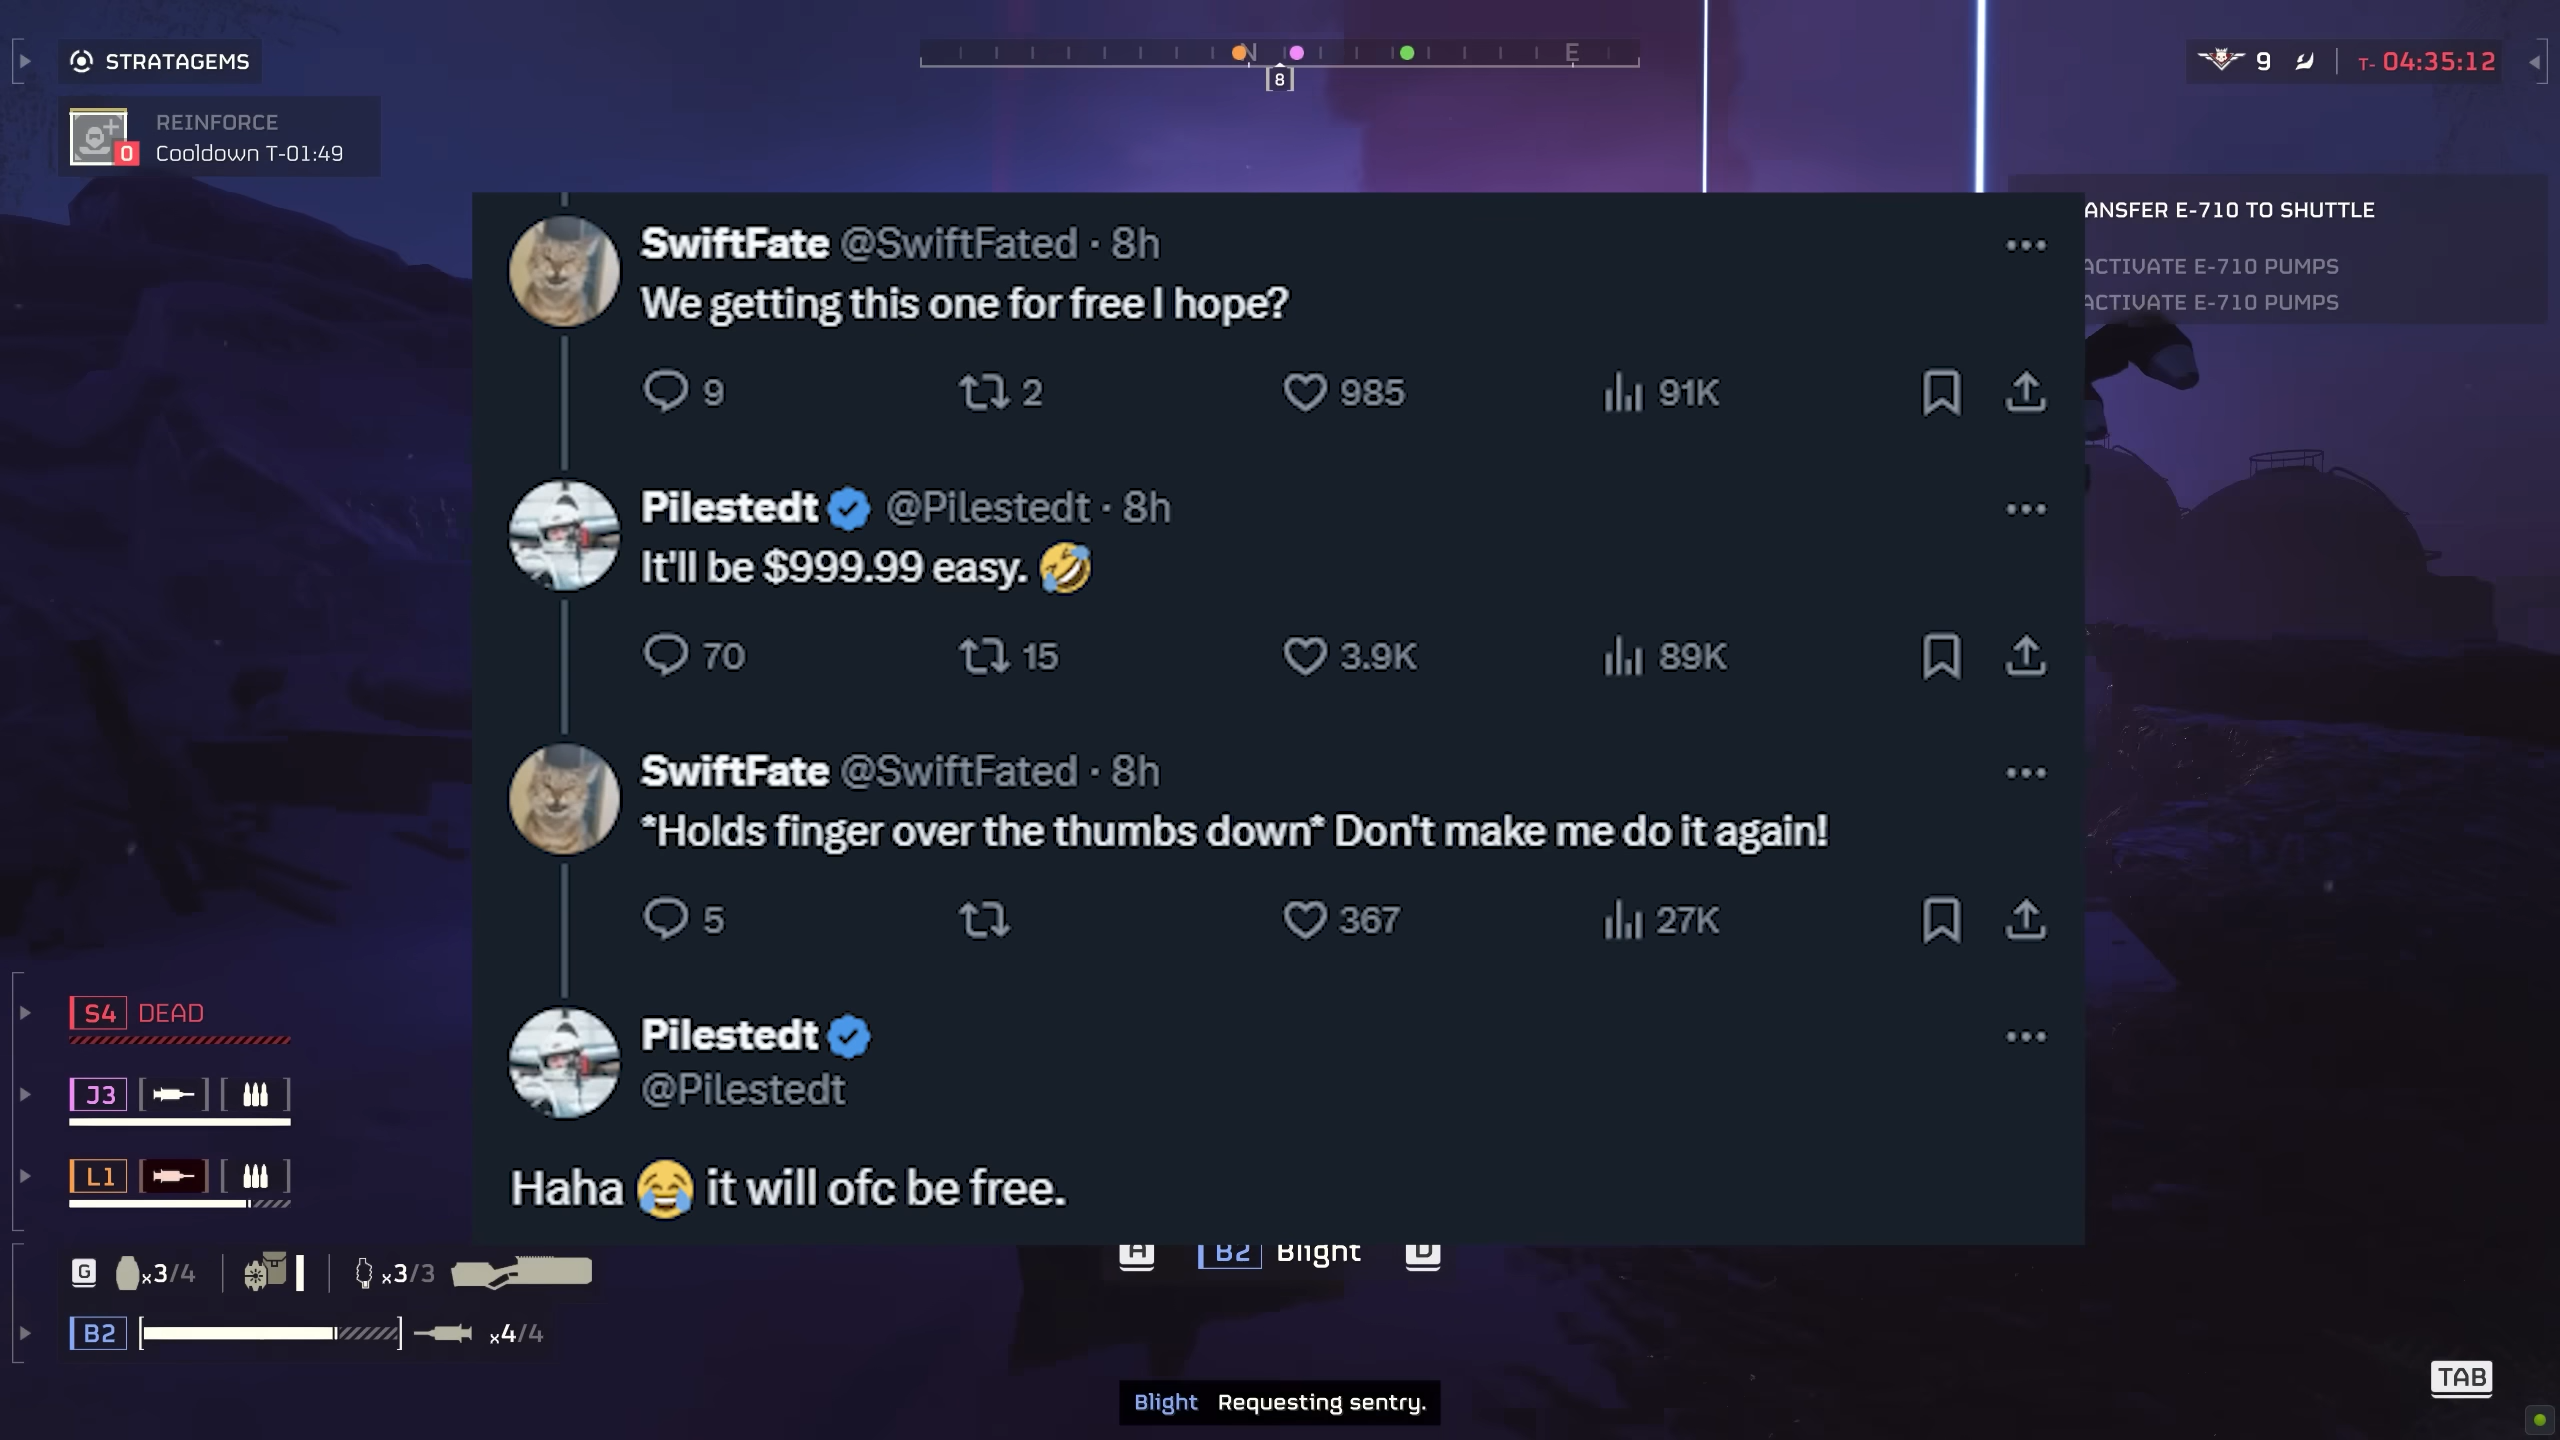 STRATAGEMS
REINFORCE
0
Cooldown T-01:49
N
E
[8]
9
T- 04:35:12
ANSFER E-710 TO SHUTTLE
ACTIVATE E-710 PUMPS
ACTIVATE E-710 PUMPS
SwiftFate @SwiftFated · 8h
We getting this one for free I hope?
9 2 985 91K
Pilestedt @Pilestedt · 8h
It'll be $999.99 easy. 🤣
70 15 3.9K 89K
SwiftFate @SwiftFated · 8h
*Holds finger over the thumbs down* Don't make me do it again!
5 367 27K
Pilestedt
@Pilestedt
Haha 😂 it will ofc be free.
S4 DEAD
J3
L1
G x3/4 x3/3
B2 x4/4
A B2 Blight D
Blight Requesting sentry.
TAB